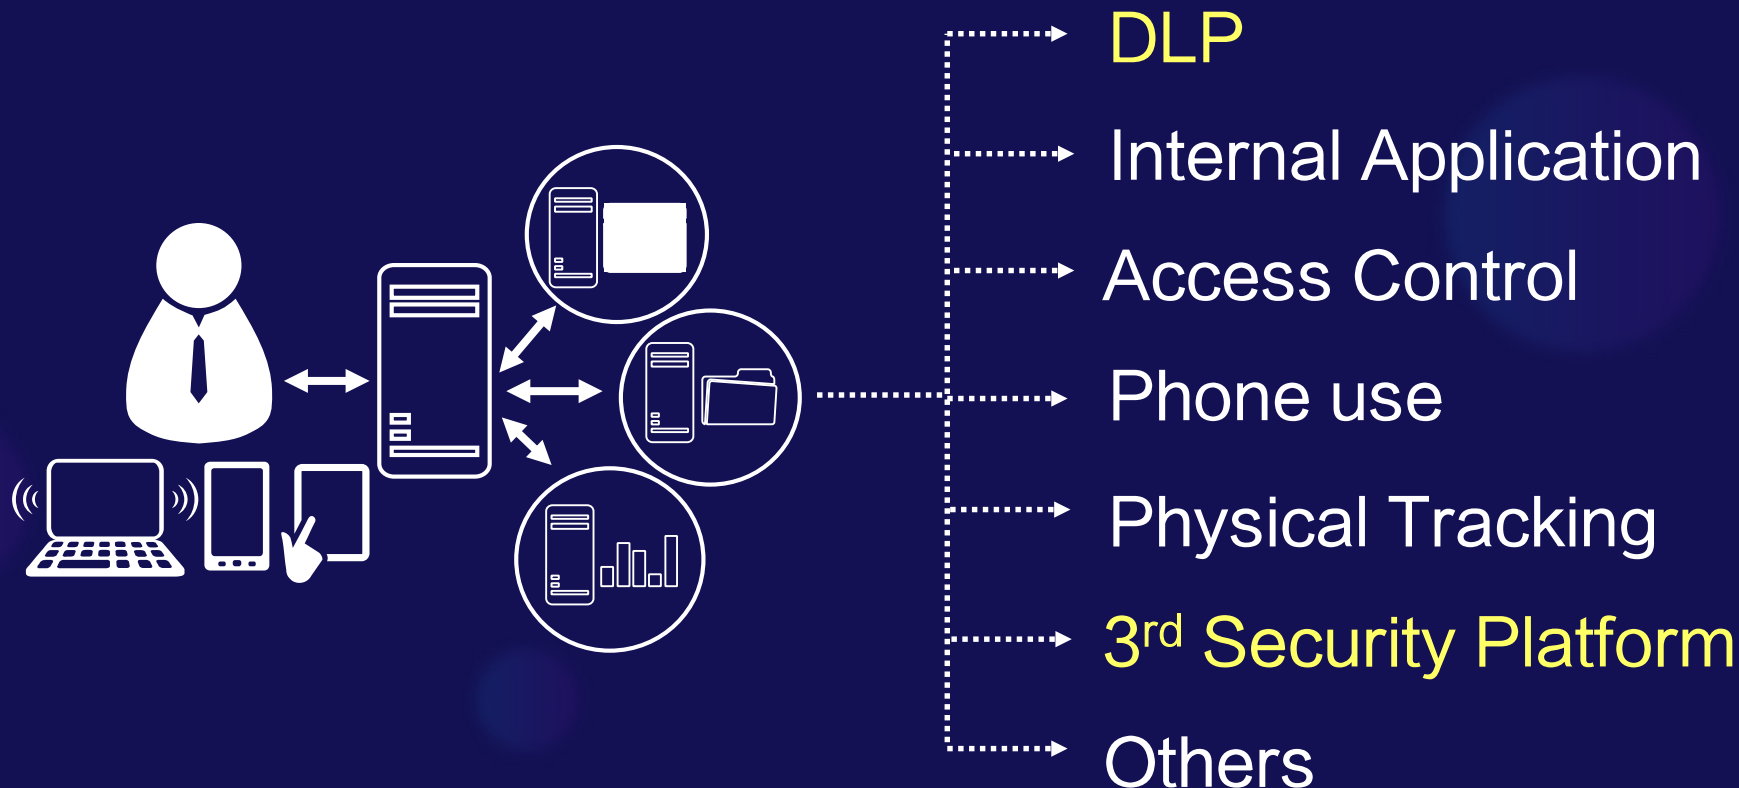 DLP
Internal Application
Access Control
Phone use
Physical Tracking
3rd Security Platform
Others